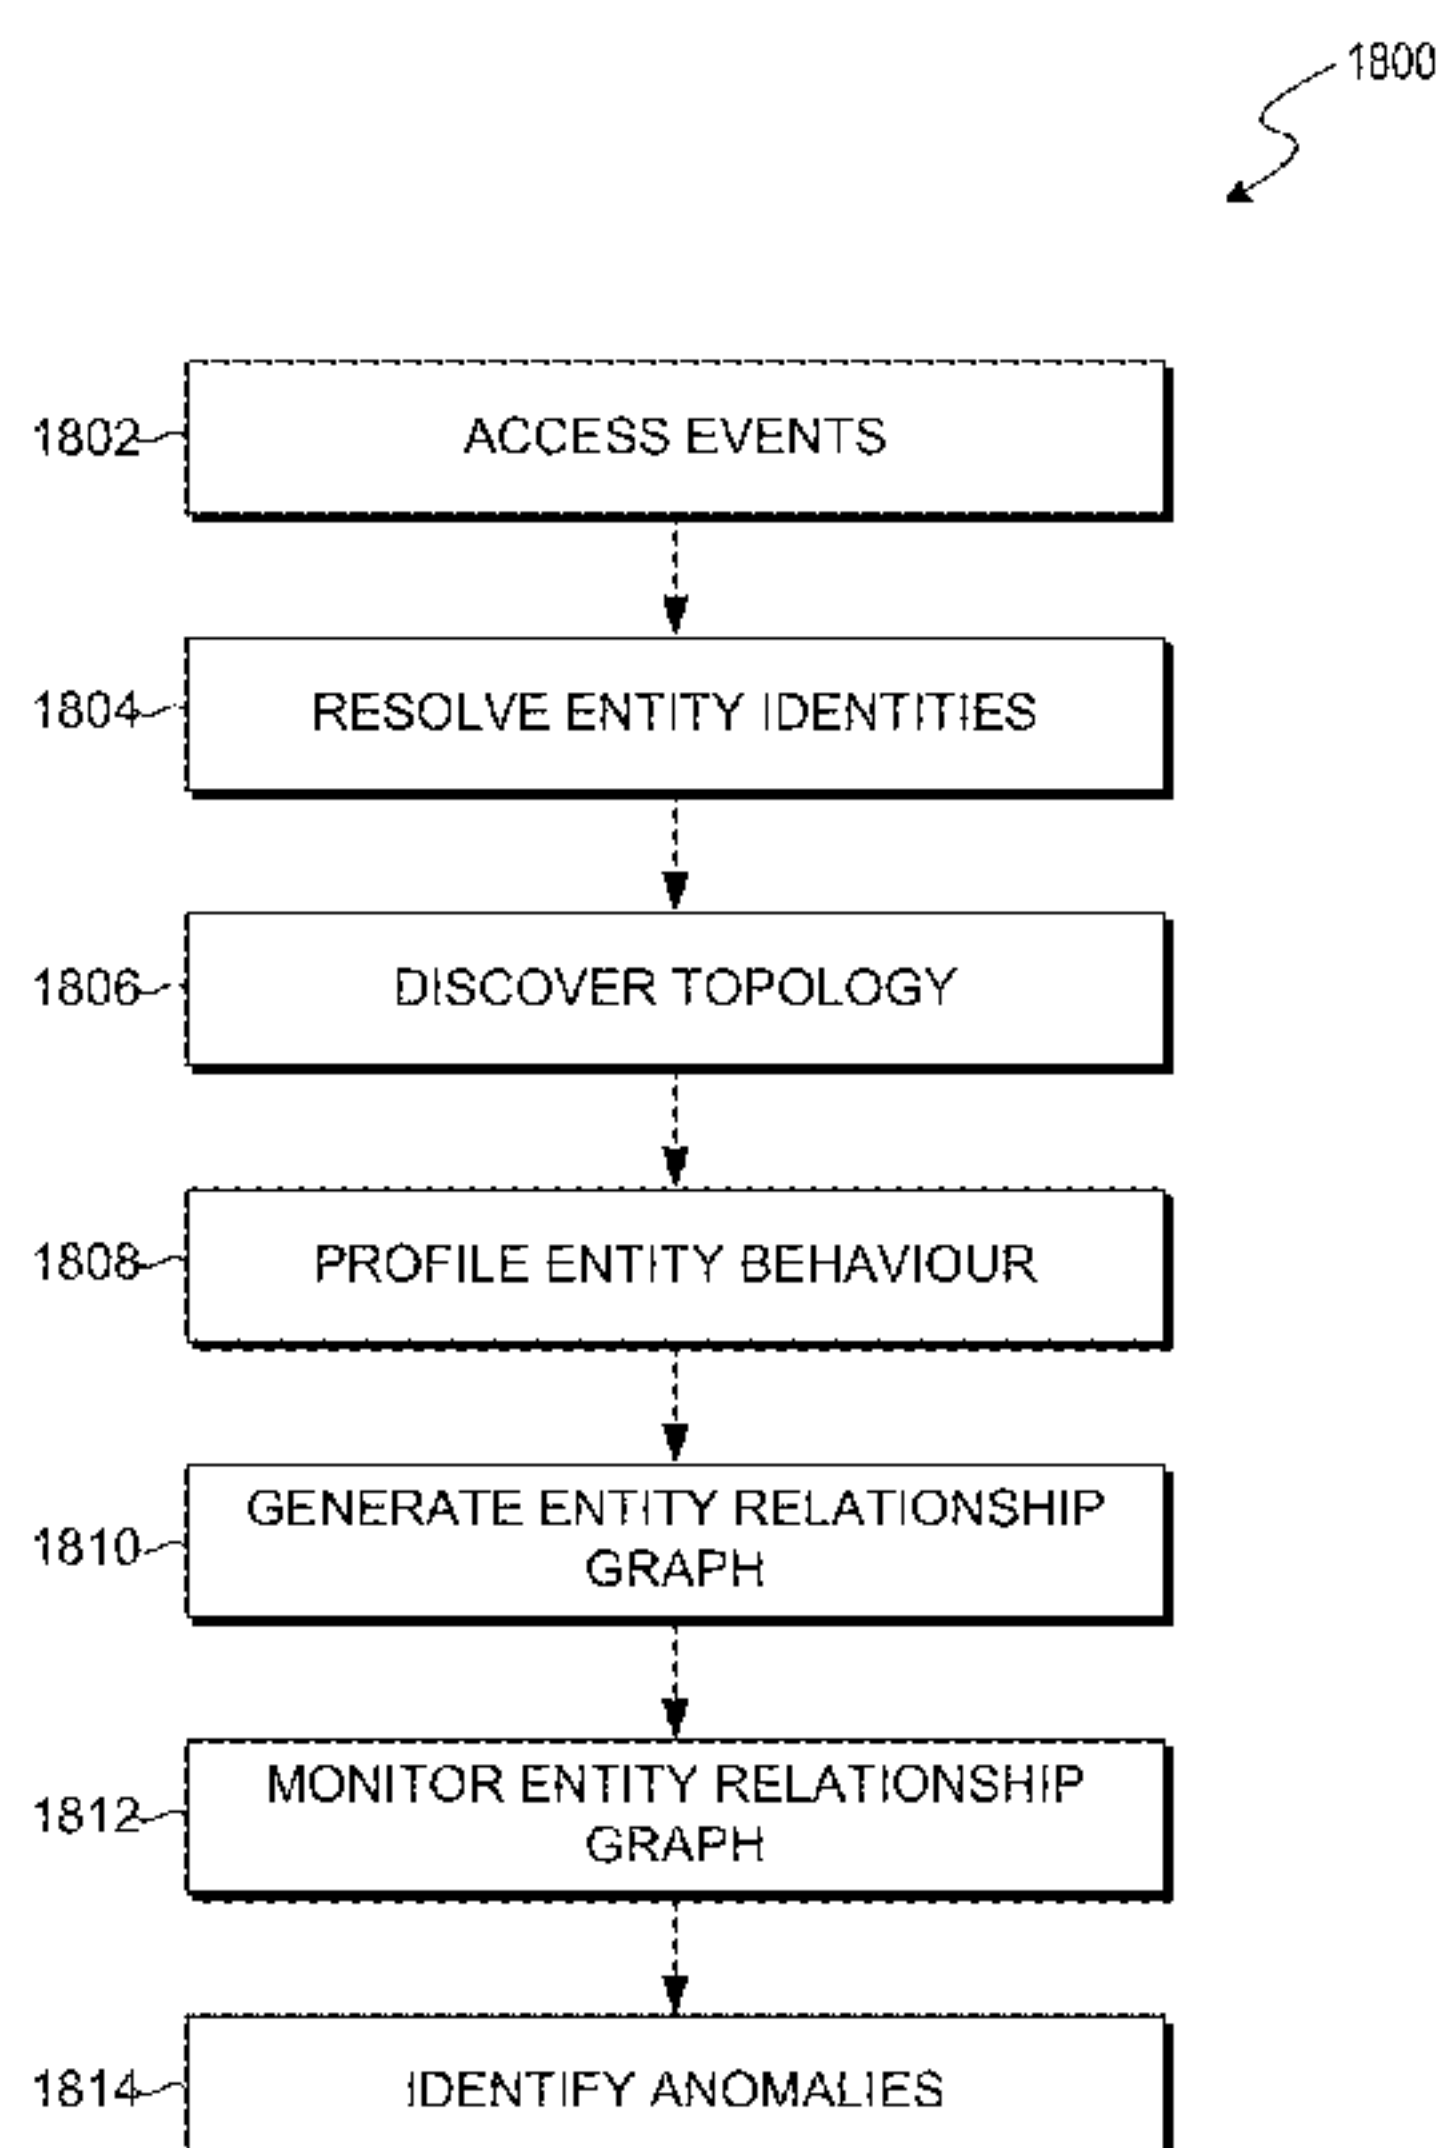 1800
1802
ACCESS EVENTS
1804
RESOLVE ENTITY IDENTITIES
1806
DISCOVER TOPOLOGY
1808
PROFILE ENTITY BEHAVIOUR
1810
GENERATE ENTITY RELATIONSHIP
GRAPH
1812
MONITOR ENTITY RELATIONSHIP
GRAPH
1814
IDENTIFY ANOMALIES